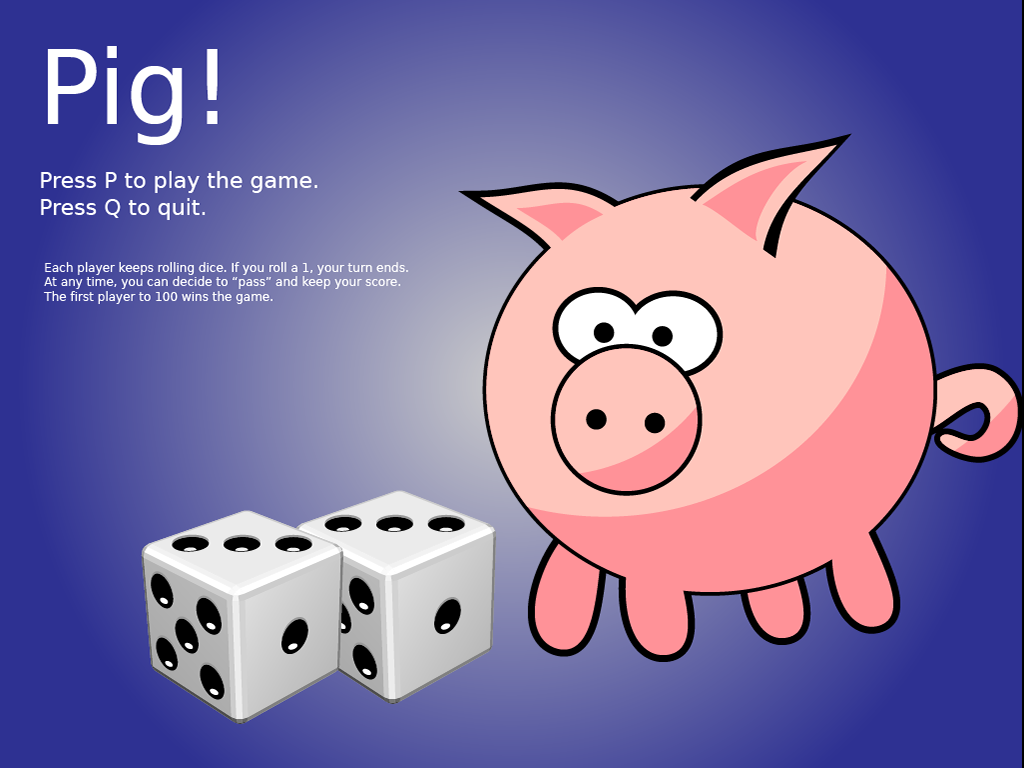 Pig!
Press P to play the game.
Press Q to quit.
Each player keeps rolling dice. If you roll a 1, your turn ends.
At any time, you can decide to “pass” and keep your score.
The first player to 100 wins the game.